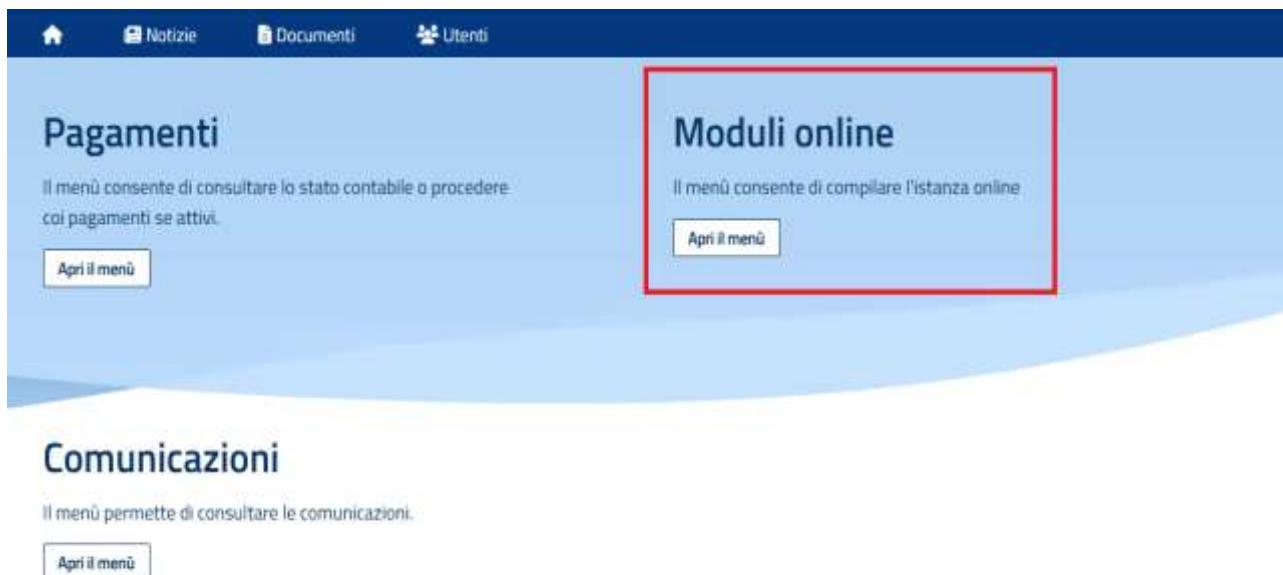 Notizie Documenti Utenti
Pagamenti
Il menù consente di consultare lo stato contabile o procedere
coi pagamenti se attivi.
Apri il menù
Moduli online
Il menù consente di compilare l'istanza online
Apri il menù
Comunicazioni
Il menù permette di consultare le comunicazioni.
Apri il menù